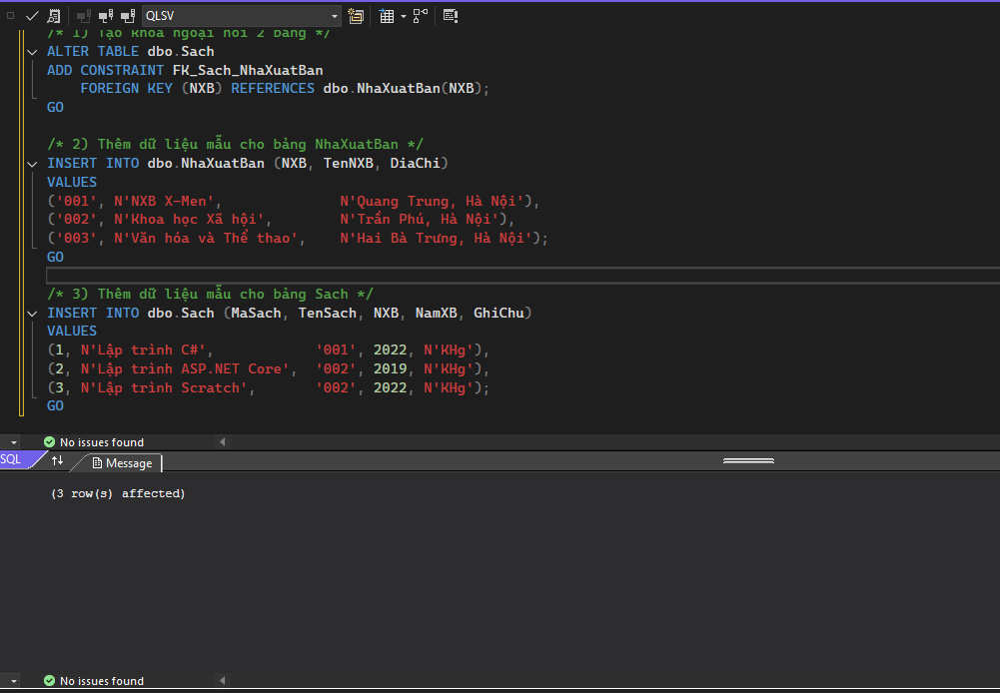 QLSV
/* 1) Tạo khóa ngoại nối 2 bảng */
ALTER TABLE dbo.Sach
ADD CONSTRAINT FK_Sach_NhaXuatBan
    FOREIGN KEY (NXB) REFERENCES dbo.NhaXuatBan(NXB);
GO
/* 2) Thêm dữ liệu mẫu cho bảng NhaXuatBan */
INSERT INTO dbo.NhaXuatBan (NXB, TenNXB, DiaChi)
VALUES
('001', N'NXB X-Men',              N'Quang Trung, Hà Nội'),
('002', N'Khoa học Xã hội',        N'Trần Phú, Hà Nội'),
('003', N'Văn hóa và Thể thao',    N'Hai Bà Trưng, Hà Nội');
GO
/* 3) Thêm dữ liệu mẫu cho bảng Sach */
INSERT INTO dbo.Sach (MaSach, TenSach, NXB, NamXB, GhiChu)
VALUES
(1, N'Lập trình C#',            '001', 2022, N'KHg'),
(2, N'Lập trình ASP.NET Core',  '002', 2019, N'KHg'),
(3, N'Lập trình Scratch',       '002', 2022, N'KHg');
GO
No issues found
SQL Message
(3 row(s) affected)
No issues found